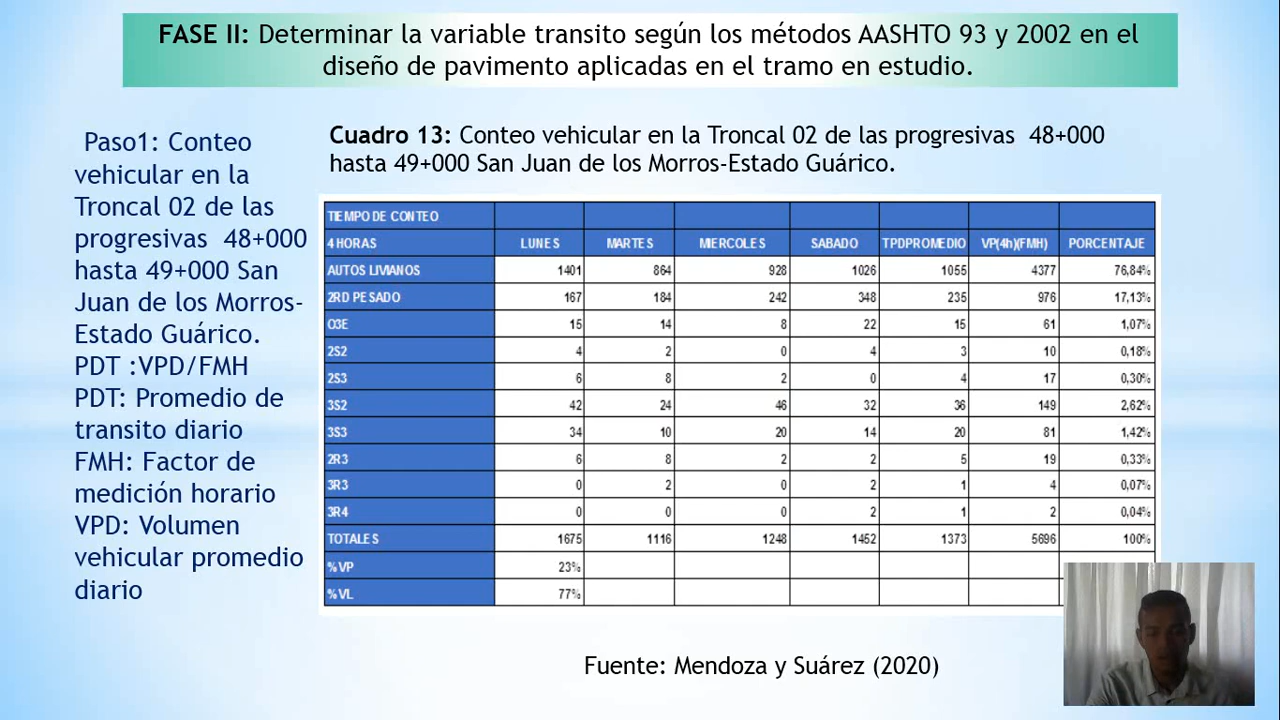 FASE II: Determinar la variable transito según los métodos AASHTO 93 y 2002 en el
diseño de pavimento aplicadas en el tramo en estudio.
Paso1: Conteo
vehicular en la
Troncal 02 de las
progresivas 48+000
hasta 49+000 San
Juan de los Morros-
Estado Guárico.
PDT :VPD/FMH
PDT: Promedio de
transito diario
FMH: Factor de
medición horario
VPD: Volumen
vehicular promedio
diario
Cuadro 13: Conteo vehicular en la Troncal 02 de las progresivas 48+000
hasta 49+000 San Juan de los Morros-Estado Guárico.
TIEMPO DE CONTEO
4 HORAS LUNES MARTES MIERCOLES SABADO TPDPROMEDIO VP(4h)(FMH) PORCENTAJE
AUTOS LIVIANOS 1401 864 928 1026 1055 4377 76,84%
2RD PESADO 167 184 242 348 235 976 17,13%
O3E 15 14 8 22 15 61 1,07%
2S2 4 2 0 4 3 10 0,18%
2S3 6 8 2 0 4 17 0,30%
3S2 42 24 46 32 36 149 2,62%
3S3 34 10 20 14 20 81 1,42%
2R3 6 8 2 2 5 19 0,33%
3R3 0 2 0 2 1 4 0,07%
3R4 0 0 0 2 1 2 0,04%
TOTALES 1675 1116 1248 1452 1373 5696 100%
%VP 23%
%VL 77%
Fuente: Mendoza y Suárez (2020)